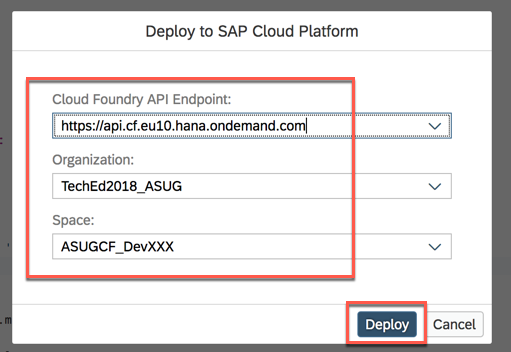 Deploy to SAP Cloud Platform
Cloud Foundry API Endpoint:
https://api.cf.eu10.hana.ondemand.com
Organization:
TechEd2018_ASUG
Space:
ASUGCF_DevXXX
Deploy Cancel